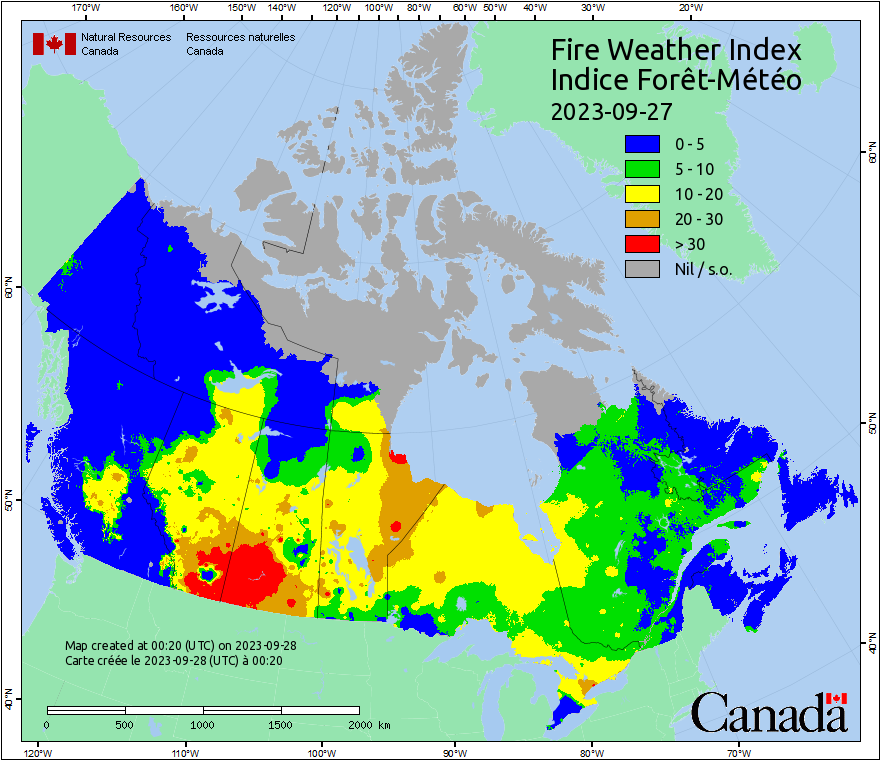 170°W 160°W 150°W 140°W 130°W 120°W 110°W 100°W 90°W 80°W 70°W 60°W 50°W 40°W 30°W 20°W
Natural Resources Ressources naturelles
Canada Canada
Fire Weather Index
Indice Forêt-Météo
2023-09-27
0 - 5
5 - 10
10 - 20
20 - 30
> 30
Nil / s.o.
60°N
60°N
50°N
50°N
40°N
40°N
Map created at 00:20 (UTC) on 2023-09-28
Carte créée le 2023-09-28 (UTC) à 00:20
0 500 1000 1500 2000 km
Canada
120°W 110°W 100°W 90°W 80°W 70°W